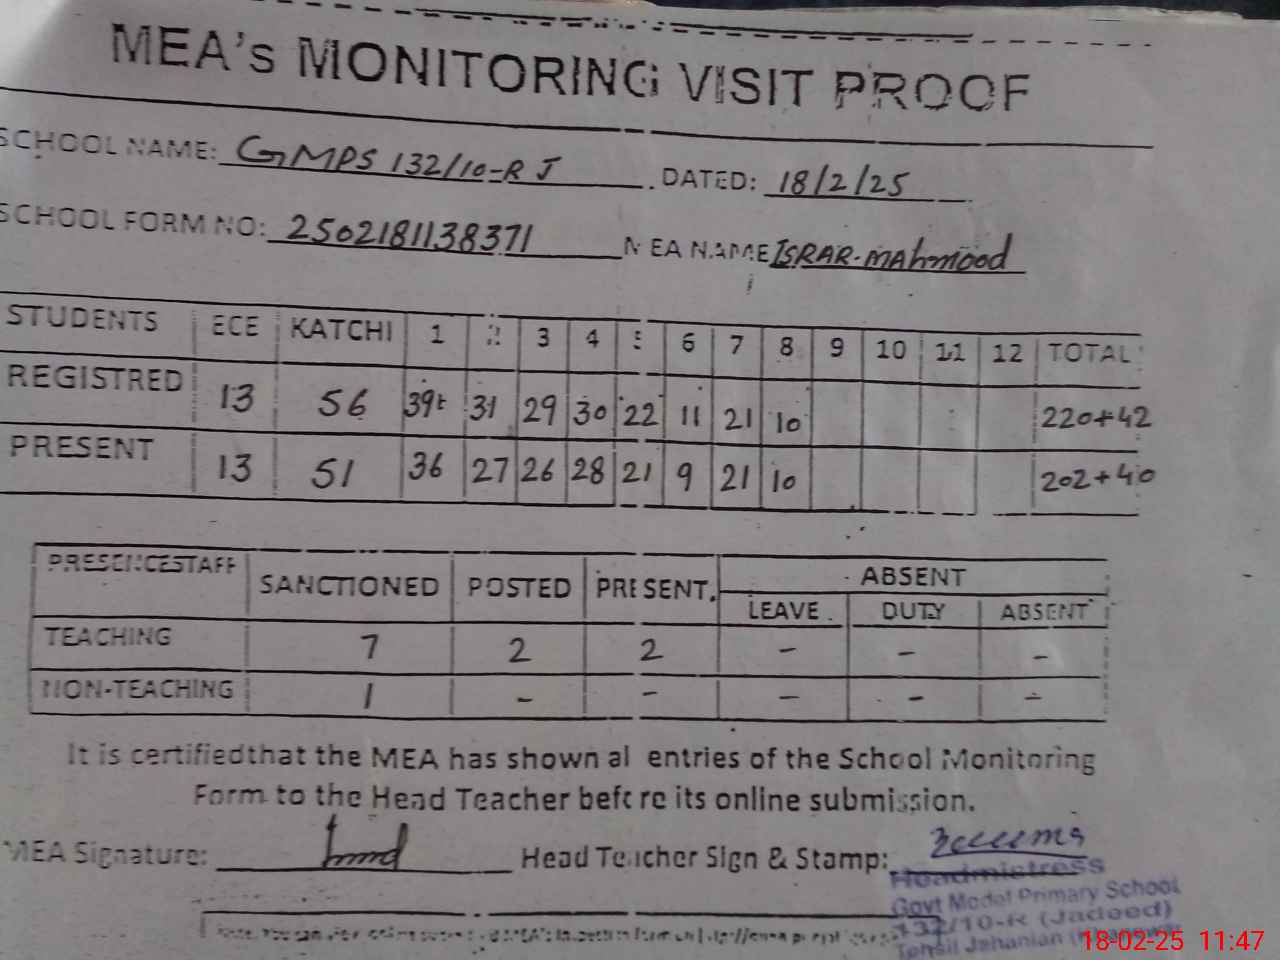 MEA's MONITORING VISIT PROOF
SCHOOL NAME: GMPS 132/10-R J DATED: 18/2/25
SCHOOL FORM NO: 2502181138371 MEA NAME ISRAR-MAHMOOD
STUDENTS ECE KATCHI 1 2 3 4 5 6 7 8 9 10 11 12 TOTAL
REGISTRED 13 56 39 31 29 30 22 11 21 10 220+42
PRESENT 13 51 36 27 26 28 21 9 21 10 202+40
PRESENCE STAFF SANCTIONED POSTED PRESENT ABSENT
LEAVE DUTY ABSENT
TEACHING 7 2 2 - - -
NON-TEACHING 1 - - - - -
It is certified that the MEA has shown al entries of the School Monitoring
Form to the Head Teacher before its online submission.
MEA Signature: Head Teacher Sign & Stamp:
Headmistress
Govt Model Primary School
132/10-R (Jadeed)
Tehsil Jahanian
18-02-25 11:47